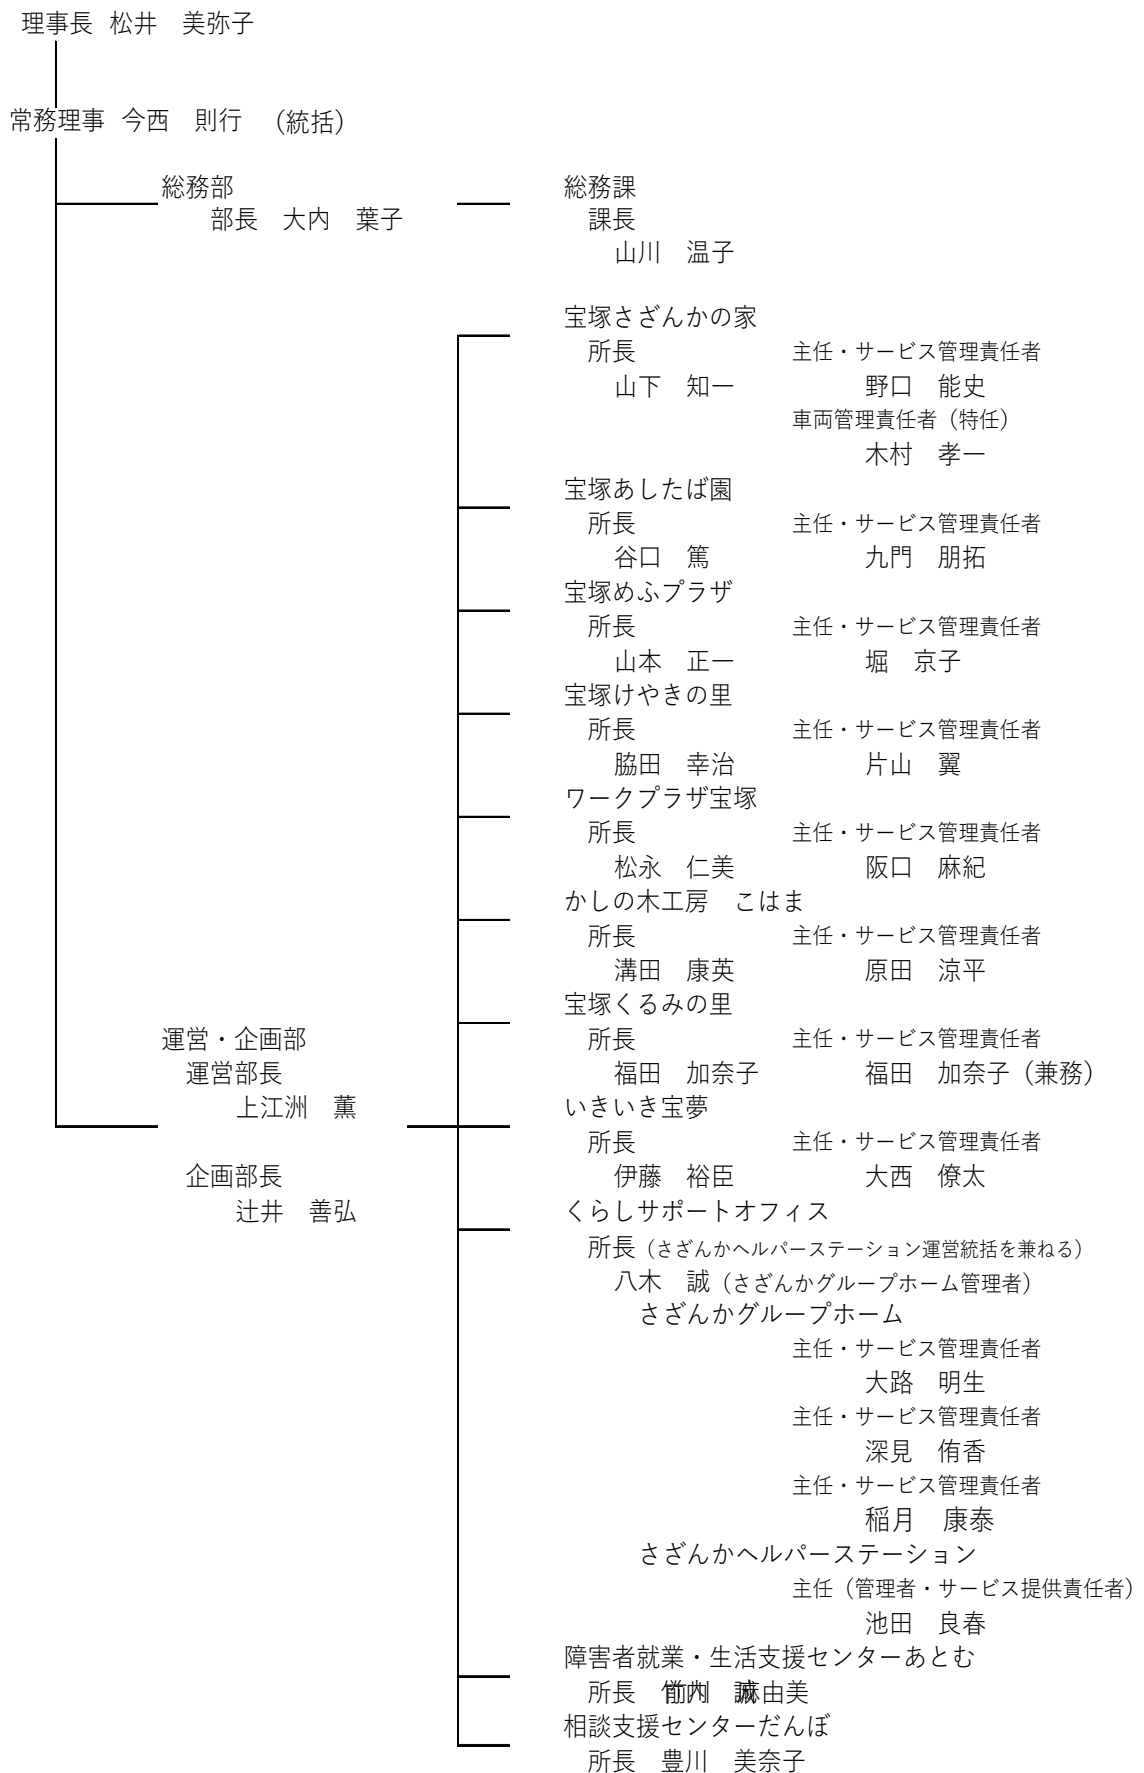 理事長 松井　美弥子
常務理事 今西　則行　（統括）
総務部
部長　大内　葉子
総務課
課長
山川　温子
宝塚さざんかの家
所長　主任・サービス管理責任者
山下　知一　野口　能史
車両管理責任者（特任）
木村　孝一
宝塚あしたば園
所長　主任・サービス管理責任者
谷口　篤　九門　朋拓
宝塚めふプラザ
所長　主任・サービス管理責任者
山本　正一　堀　京子
宝塚けやきの里
所長　主任・サービス管理責任者
脇田　幸治　片山　翼
ワークプラザ宝塚
所長　主任・サービス管理責任者
松永　仁美　阪口　麻紀
かしの木工房　こはま
所長　主任・サービス管理責任者
溝田　康英　原田　涼平
宝塚くるみの里
運営・企画部
運営部長
上江洲　薫
企画部長
辻井　善弘
所長　主任・サービス管理責任者
福田　加奈子　福田　加奈子（兼務）
いきいき宝夢
所長　主任・サービス管理責任者
伊藤　裕臣　大西　僚太
くらしサポートオフィス
所長（さざんかヘルパーステーション運営統括を兼ねる）
八木　誠（さざんかグループホーム管理者）
さざんかグループホーム
主任・サービス管理責任者
大路　明生
主任・サービス管理責任者
深見　侑香
主任・サービス管理責任者
稲月　康泰
さざんかヘルパーステーション
主任（管理者・サービス提供責任者）
池田　良春
障害者就業・生活支援センターあとむ
所長　由美
相談支援センターだんぼ
所長　豊川　美奈子